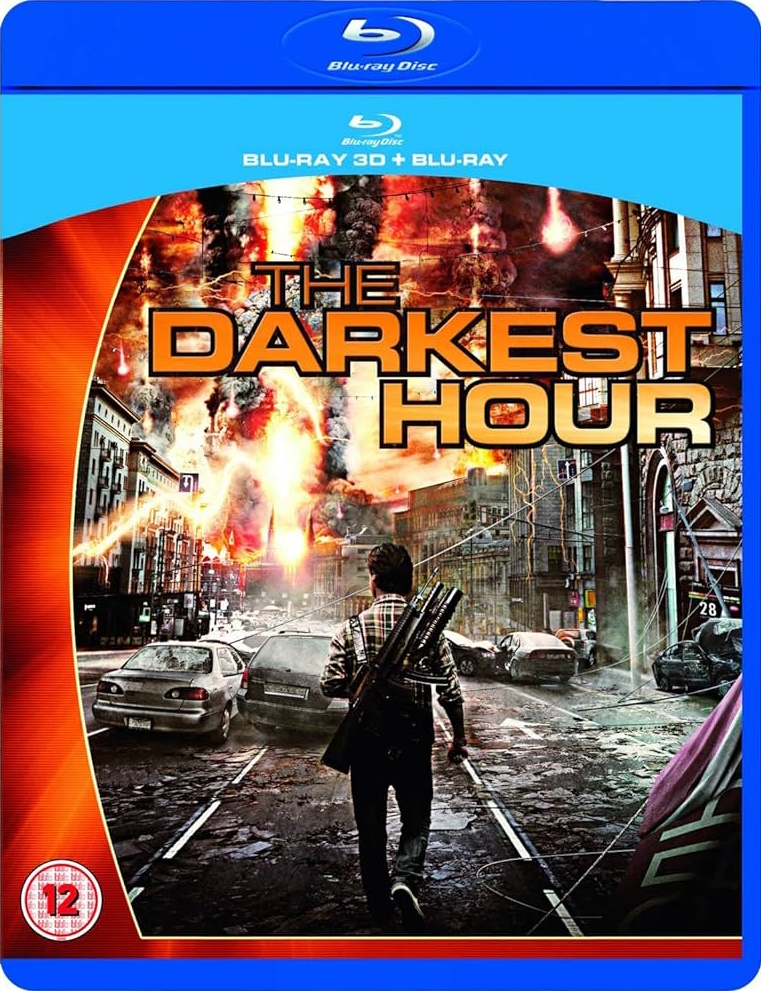 Blu-ray Disc
Blu-ray Disc
BLU-RAY 3D + BLU-RAY
THE
DARKEST
HOUR
28
12